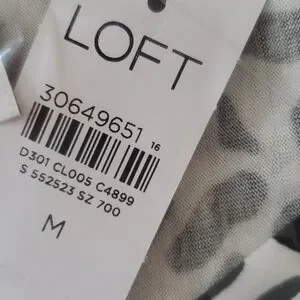 LOFT
30649651 16
D301 CL005 C4899
S 552523 SZ 700
M